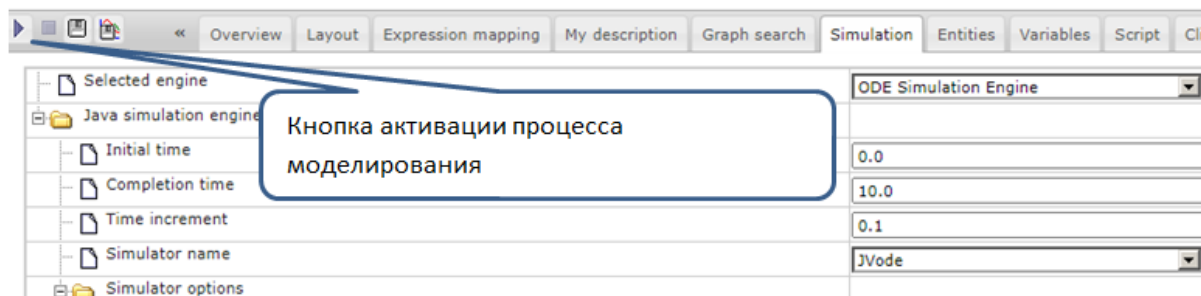 « Overview Layout Expression mapping My description Graph search Simulation Entities Variables Script
Selected engine ODE Simulation Engine
Java simulation engine
Кнопка активации процесса
моделирования
Initial time 0.0
Completion time 10.0
Time increment 0.1
Simulator name JVode
Simulator options